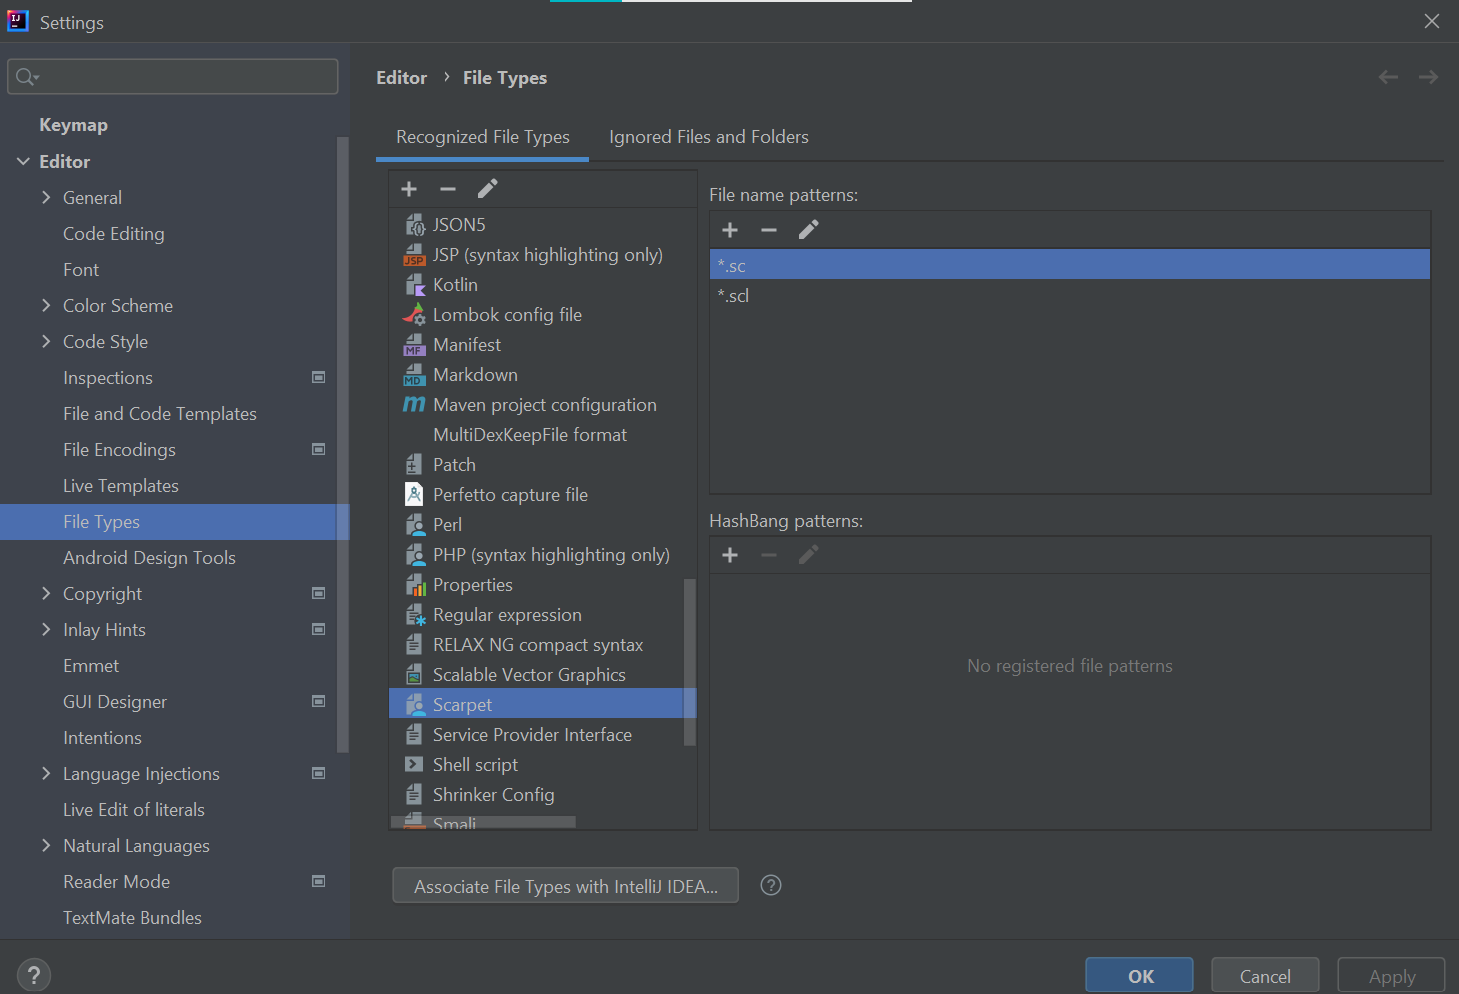 Settings
Keymap
Editor
General
Code Editing
Font
Color Scheme
Code Style
Inspections
File and Code Templates
File Encodings
Live Templates
File Types
Android Design Tools
Copyright
Inlay Hints
Emmet
GUI Designer
Intentions
Language Injections
Live Edit of literals
Natural Languages
Reader Mode
TextMate Bundles
Editor › File Types
Recognized File Types
Ignored Files and Folders
JSON5
JSP (syntax highlighting only)
Kotlin
Lombok config file
Manifest
Markdown
Maven project configuration
MultiDexKeepFile format
Patch
Perfetto capture file
Perl
PHP (syntax highlighting only)
Properties
Regular expression
RELAX NG compact syntax
Scalable Vector Graphics
Scarpet
Service Provider Interface
Shell script
Shrinker Config
Smali
File name patterns:
*.sc
*.scl
HashBang patterns:
No registered file patterns
Associate File Types with IntelliJ IDEA...
OK
Cancel
Apply